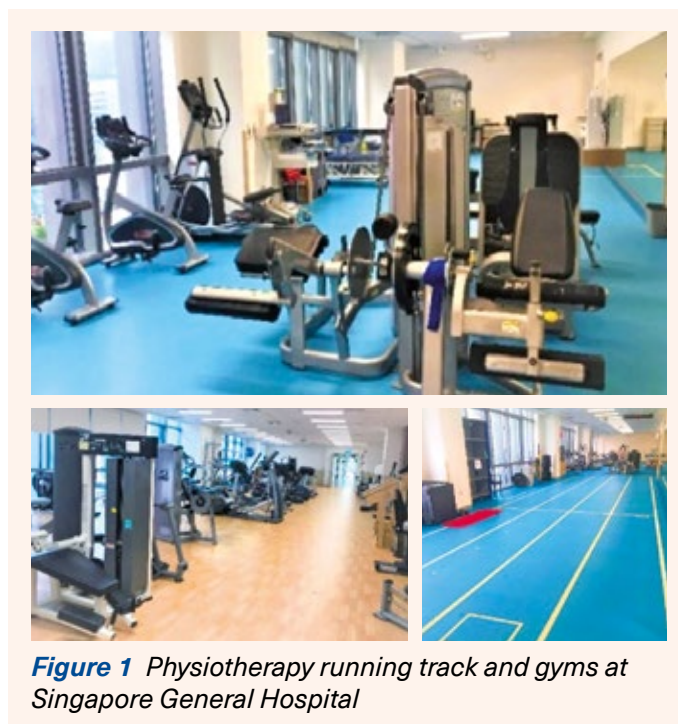 Figure 1 Physiotherapy running track and gyms at
Singapore General Hospital